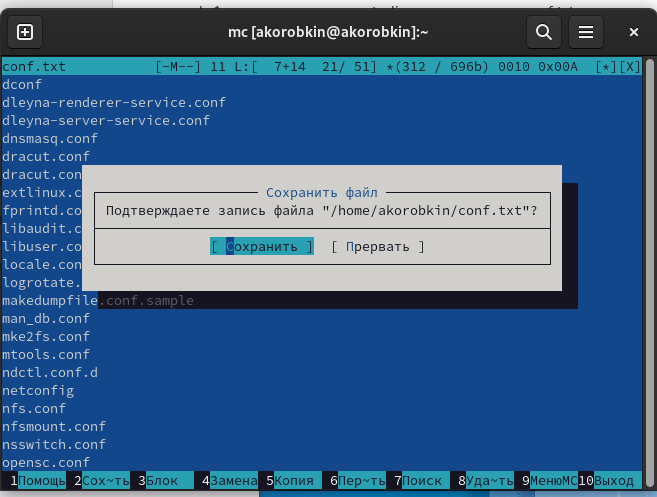 mc [akorobkin@akorobkin]:~
conf.txt [-M--] 11 L:[ 7+14 21/ 51] *(312 / 696b) 0010 0x00A [*][X]
dconf
dleyna-renderer-service.conf
dleyna-server-service.conf
dnsmasq.conf
dracut.conf
dracut.con
extlinux.c
fprintd.co
libaudit.c
libuser.co
locale.con
logrotate.
makedumpfile.conf.sample
man_db.conf
mke2fs.conf
mtools.conf
ndctl.conf.d
netconfig
nfs.conf
nfsmount.conf
nsswitch.conf
opensc.conf
Сохранить файл
Подтверждаете запись файла "/home/akorobkin/conf.txt"?
[ Сохранить ] [ Прервать ]
1Помощь 2Сох~ть 3Блок 4Замена 5Копия 6Пер~ть 7Поиск 8Уда~ть 9МенюMC 10Выход